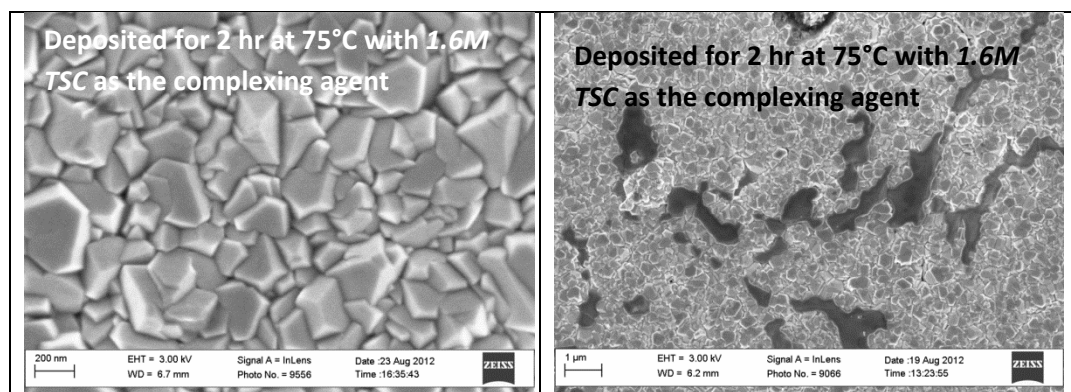 Deposited for 2 hr at 75°C with 1.6M
TSC as the complexing agent
200 nm
EHT = 3.00 kV
WD = 6.7 mm
Signal A = InLens
Photo No. = 9556
Date :23 Aug 2012
Time :16:35:43
ZEISS
Deposited for 2 hr at 75°C with 1.6M
TSC as the complexing agent
1 µm
EHT = 3.00 kV
WD = 6.2 mm
Signal A = InLens
Photo No. = 9066
Date :19 Aug 2012
Time :13:23:55
ZEISS